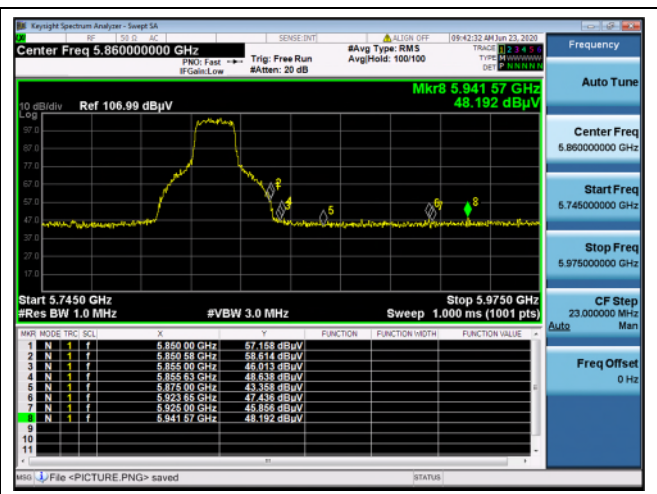 Keysight Spectrum Analyzer - Swept SA
RF 50 Ω AC SENSE:INT ALIGN OFF 09:42:32 AM Jun 23, 2020
Center Freq 5.860000000 GHz #Avg Type: RMS TRACE 1 2 3 4 5 6
PNO: Fast Trig: Free Run Avg|Hold: 100/100 TYPE M WWWWW
IFGain:Low #Atten: 20 dB DET P N N N N N
Mkr8 5.941 57 GHz
10 dB/div Ref 106.99 dBµV 48.192 dBµV
Log
97.0
87.0
77.0
67.0
57.0
47.0
37.0
27.0
17.0
2
4
5
8
Start 5.7450 GHz Stop 5.9750 GHz
#Res BW 1.0 MHz #VBW 3.0 MHz Sweep 1.000 ms (1001 pts)
MKR MODE TRC SCL X Y FUNCTION FUNCTION WIDTH FUNCTION VALUE
1 N 1 f 5.850 00 GHz 57.158 dBµV
2 N 1 f 5.850 58 GHz 58.614 dBµV
3 N 1 f 5.855 00 GHz 46.013 dBµV
4 N 1 f 5.855 63 GHz 48.638 dBµV
5 N 1 f 5.875 00 GHz 43.358 dBµV
6 N 1 f 5.923 65 GHz 47.436 dBµV
7 N 1 f 5.925 00 GHz 45.856 dBµV
8 N 1 f 5.941 57 GHz 48.192 dBµV
9
10
11
MSG File <PICTURE.PNG> saved STATUS
Frequency
Auto Tune
Center Freq
5.860000000 GHz
Start Freq
5.745000000 GHz
Stop Freq
5.975000000 GHz
CF Step
23.000000 MHz
Auto Man
Freq Offset
0 Hz